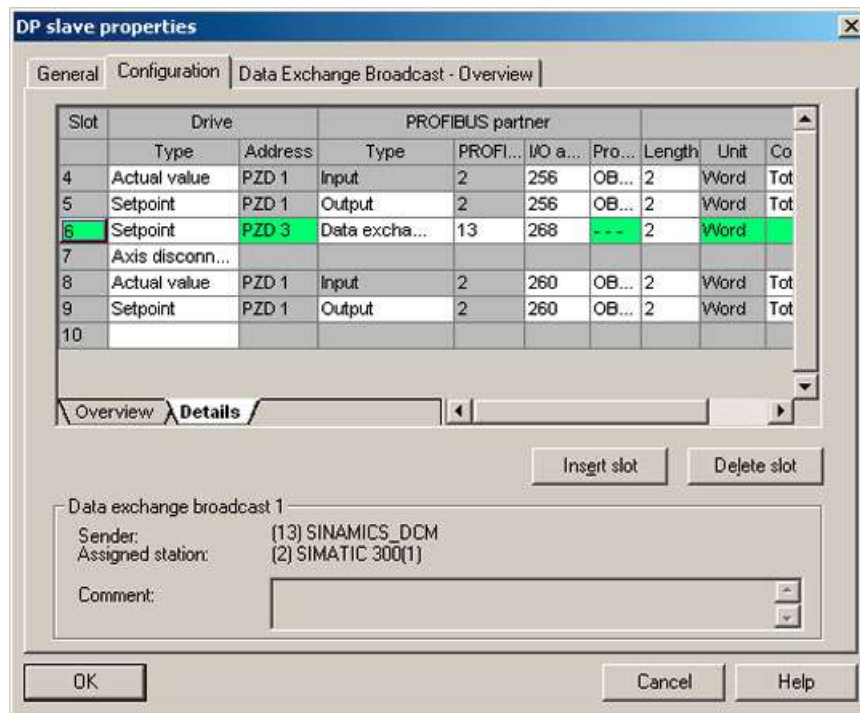 DP slave properties
General Configuration Data Exchange Broadcast - Overview
Slot Drive PROFIBUS partner
Type Address Type PROFI... I/O a... Pro... Length Unit Co
4 Actual value PZD 1 Input 2 256 OB... 2 Word Tot
5 Setpoint PZD 1 Output 2 256 OB... 2 Word Tot
6 Setpoint PZD 3 Data excha... 13 268 - - - 2 Word
7 Axis disconn...
8 Actual value PZD 1 Input 2 260 OB... 2 Word Tot
9 Setpoint PZD 1 Output 2 260 OB... 2 Word Tot
10
Overview Details
Insert slot Delete slot
Data exchange broadcast 1
Sender: (13) SINAMICS_DCM
Assigned station: (2) SIMATIC 300(1)
Comment:
OK Cancel Help